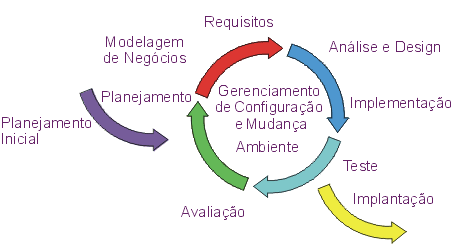 Requisitos
Modelagem
de Negócios
Análise e Design
Planejamento
Gerenciamento
de Configuração
e Mudança
Implementação
Planejamento
Inicial
Ambiente
Teste
Avaliação
Implantação